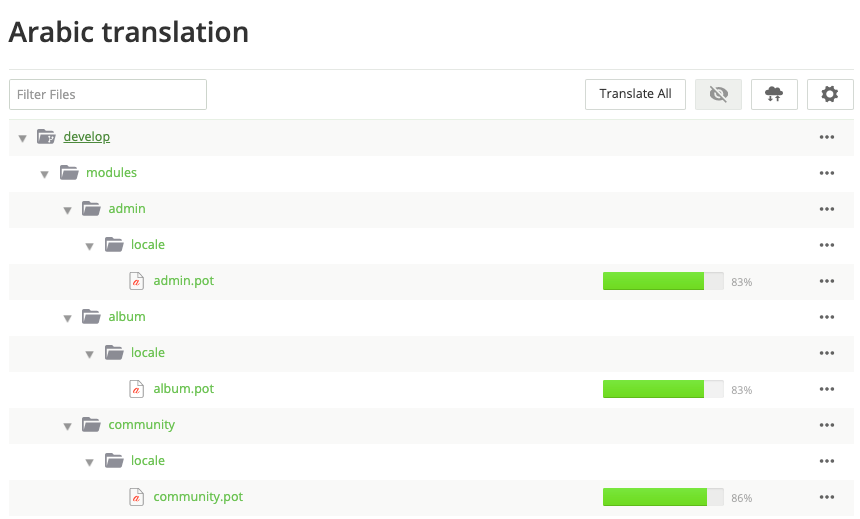 Arabic translation
Filter Files
Translate All
develop
modules
admin
locale
admin.pot
83%
album
locale
album.pot
83%
community
locale
community.pot
86%